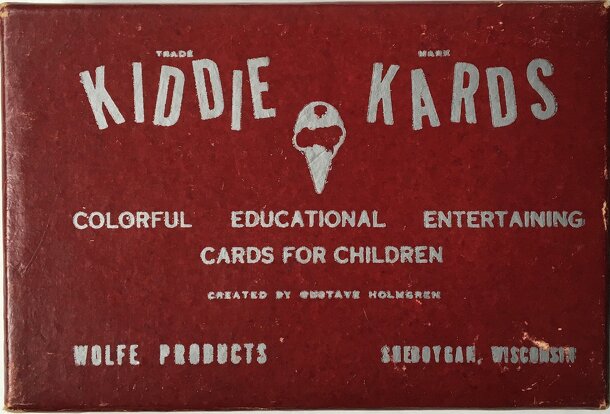 TRADE MARK
KIDDIE KARDS
COLORFUL EDUCATIONAL ENTERTAINING
CARDS FOR CHILDREN
CREATED BY GUSTAVE HOLMGREN
WOLFE PRODUCTS SHEBOYGAN, WISCONSIN